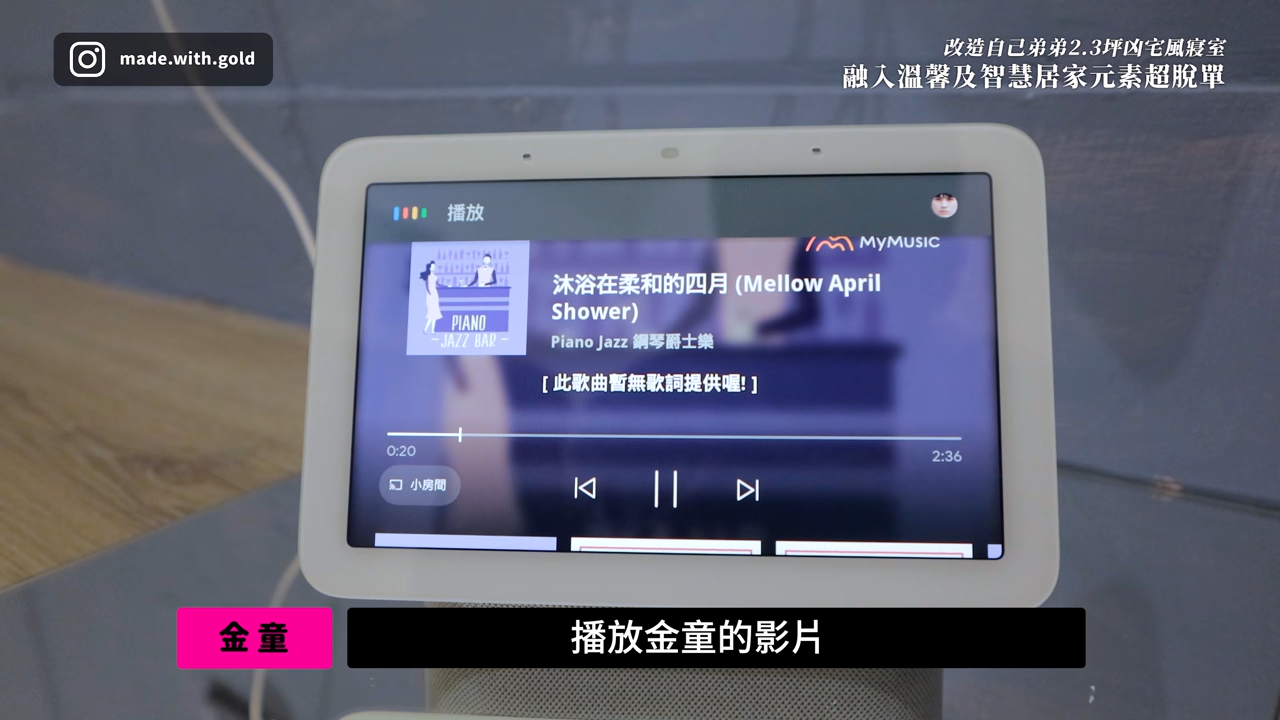 made.with.gold
改造自己弟弟2.3坪凶宅風寢室
融入溫馨及智慧居家元素超脫單
播放
MyMusic
PIANO
JAZZ BAR
沐浴在柔和的四月 (Mellow April
Shower)
Piano Jazz 鋼琴爵士樂
[ 此歌曲暫無歌詞提供喔! ]
0:20
2:36
小房間
金童
播放金童的影片